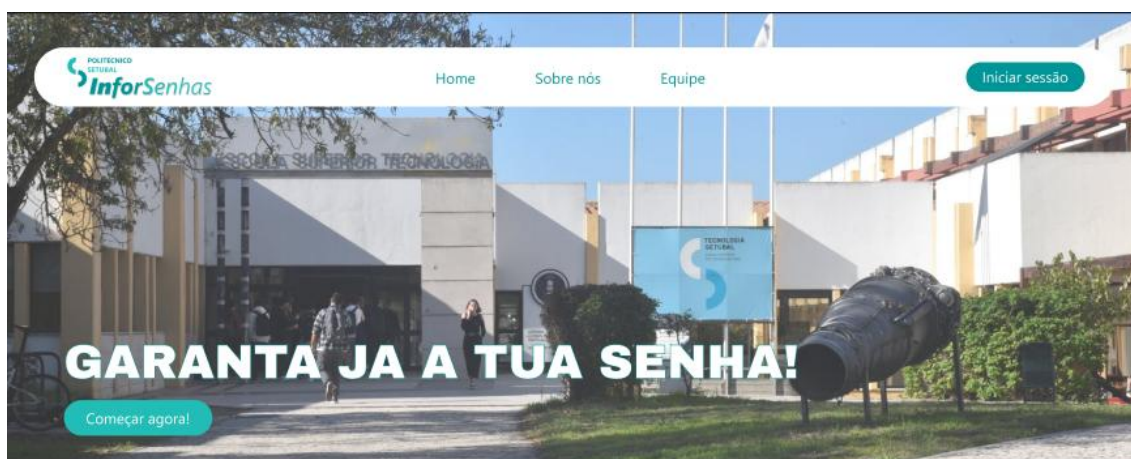 POLITECNICO
SETUBAL
InforSenhas
Home
Sobre nós
Equipe
Iniciar sessão
ESCOLA SUPERIOR TECNOLOGIA
TECNOLOGIA
SETUBAL
GARANTA JA A TUA SENHA!
Começar agora!